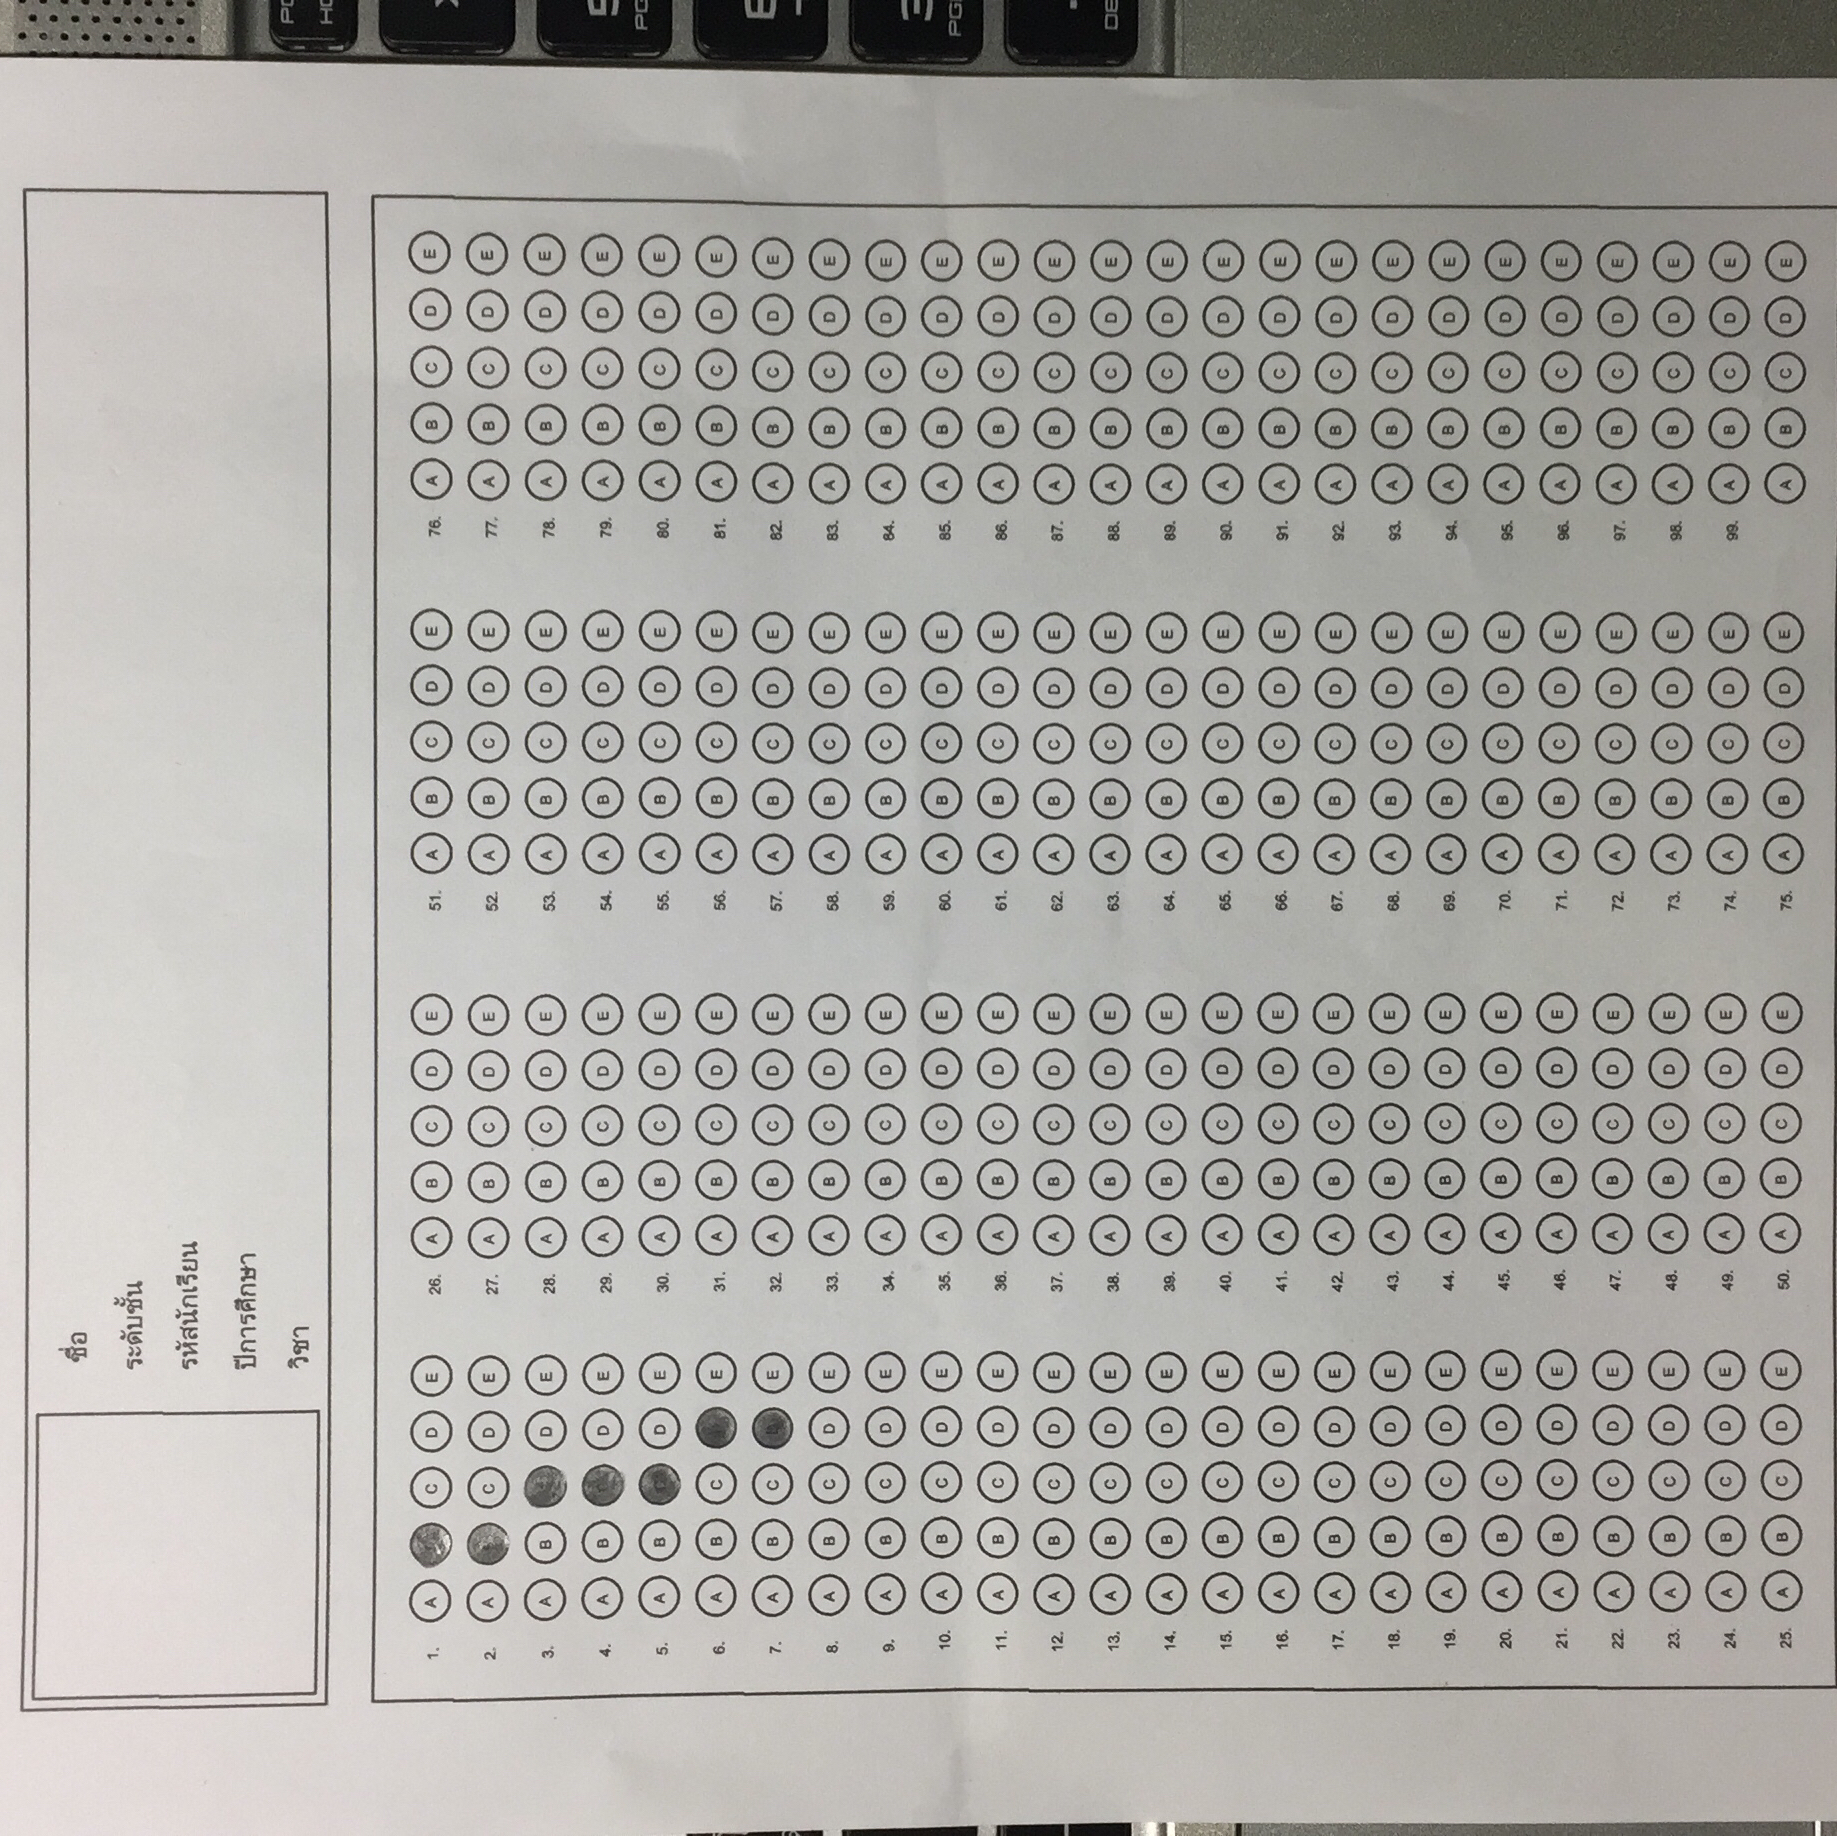 ชื่อ
ระดับชั้น
รหัสนักเรียน
ปีการศึกษา
วิชา
1. A C D E 26. A B C D E 51. A B C D E 76. A B C D E
2. A C D E 27. A B C D E 52. A B C D E 77. A B C D E
3. A B D E 28. A B C D E 53. A B C D E 78. A B C D E
4. A B D E 29. A B C D E 54. A B C D E 79. A B C D E
5. A B C D E 30. A B C D E 55. A B C D E 80. A B C D E
6. A B C E 31. A B C D E 56. A B C D E 81. A B C D E
7. A B C D E 32. A B C D E 57. A B C D E 82. A B C D E
8. A B C D E 33. A B C D E 58. A B C D E 83. A B C D E
9. A B C D E 34. A B C D E 59. A B C D E 84. A B C D E
10. A B C D E 35. A B C D E 60. A B C D E 85. A B C D E
11. A B C D E 36. A B C D E 61. A B C D E 86. A B C D E
12. A B C D E 37. A B C D E 62. A B C D E 87. A B C D E
13. A B C D E 38. A B C D E 63. A B C D E 88. A B C D E
14. A B C D E 39. A B C D E 64. A B C D E 89. A B C D E
15. A B C D E 40. A B C D E 65. A B C D E 90. A B C D E
16. A B C D E 41. A B C D E 66. A B C D E 91. A B C D E
17. A B C D E 42. A B C D E 67. A B C D E 92. A B C D E
18. A B C D E 43. A B C D E 68. A B C D E 93. A B C D E
19. A B C D E 44. A B C D E 69. A B C D E 94. A B C D E
20. A B C D E 45. A B C D E 70. A B C D E 95. A B C D E
21. A B C D E 46. A B C D E 71. A B C D E 96. A B C D E
22. A B C D E 47. A B C D E 72. A B C D E 97. A B C D E
23. A B C D E 48. A B C D E 73. A B C D E 98. A B C D E
24. A B C D E 49. A B C D E 74. A B C D E 99. A B C D E
25. A B C D E 50. A B C D E 75. A B C D E A B C D E